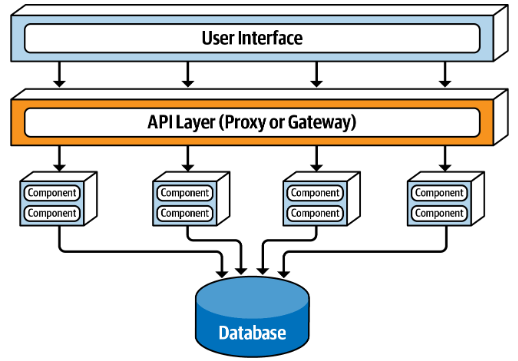 User Interface
API Layer (Proxy or Gateway)
Component
Component
Component
Component
Component
Component
Component
Component
Database